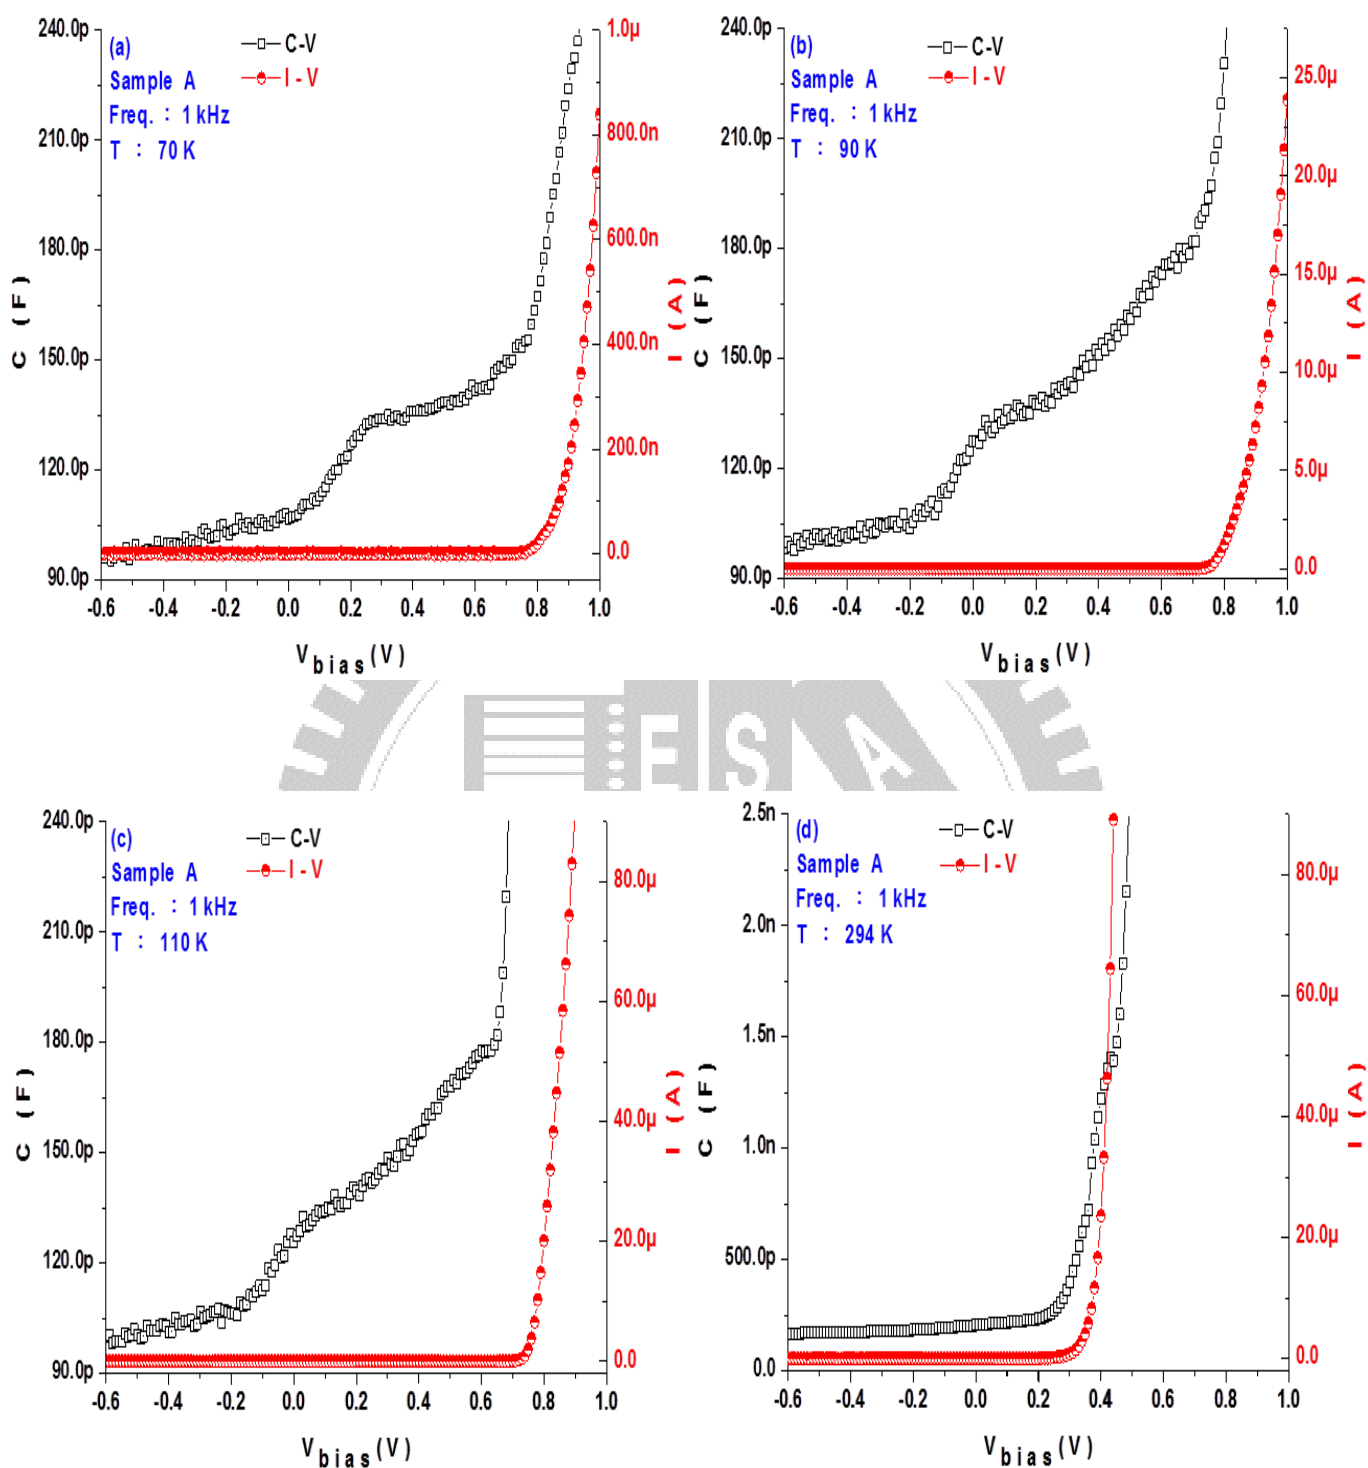 240.0p
210.0p
180.0p
150.0p
120.0p
90.0p
C (F)
(a)
Sample A
Freq. : 1 kHz
T : 70 K
C-V
I - V
1.0µ
800.0n
600.0n
400.0n
200.0n
0.0
I (A)
-0.6 -0.4 -0.2 0.0 0.2 0.4 0.6 0.8 1.0
Vbias (V)
240.0p
210.0p
180.0p
150.0p
120.0p
90.0p
C (F)
(b)
Sample A
Freq. : 1 kHz
T : 90 K
C-V
I - V
25.0µ
20.0µ
15.0µ
10.0µ
5.0µ
0.0
I (A)
-0.6 -0.4 -0.2 0.0 0.2 0.4 0.6 0.8 1.0
Vbias (V)
E S A
240.0p
210.0p
180.0p
150.0p
120.0p
90.0p
C (F)
(c)
Sample A
Freq. : 1 kHz
T : 110 K
C-V
I - V
80.0µ
60.0µ
40.0µ
20.0µ
0.0
I (A)
-0.6 -0.4 -0.2 0.0 0.2 0.4 0.6 0.8 1.0
Vbias (V)
2.5n
2.0n
1.5n
1.0n
500.0p
0.0
C (F)
(d)
Sample A
Freq. : 1 kHz
T : 294 K
C-V
I - V
80.0µ
60.0µ
40.0µ
20.0µ
0.0
I (A)
-0.6 -0.4 -0.2 0.0 0.2 0.4 0.6 0.8 1.0
Vbias (V)